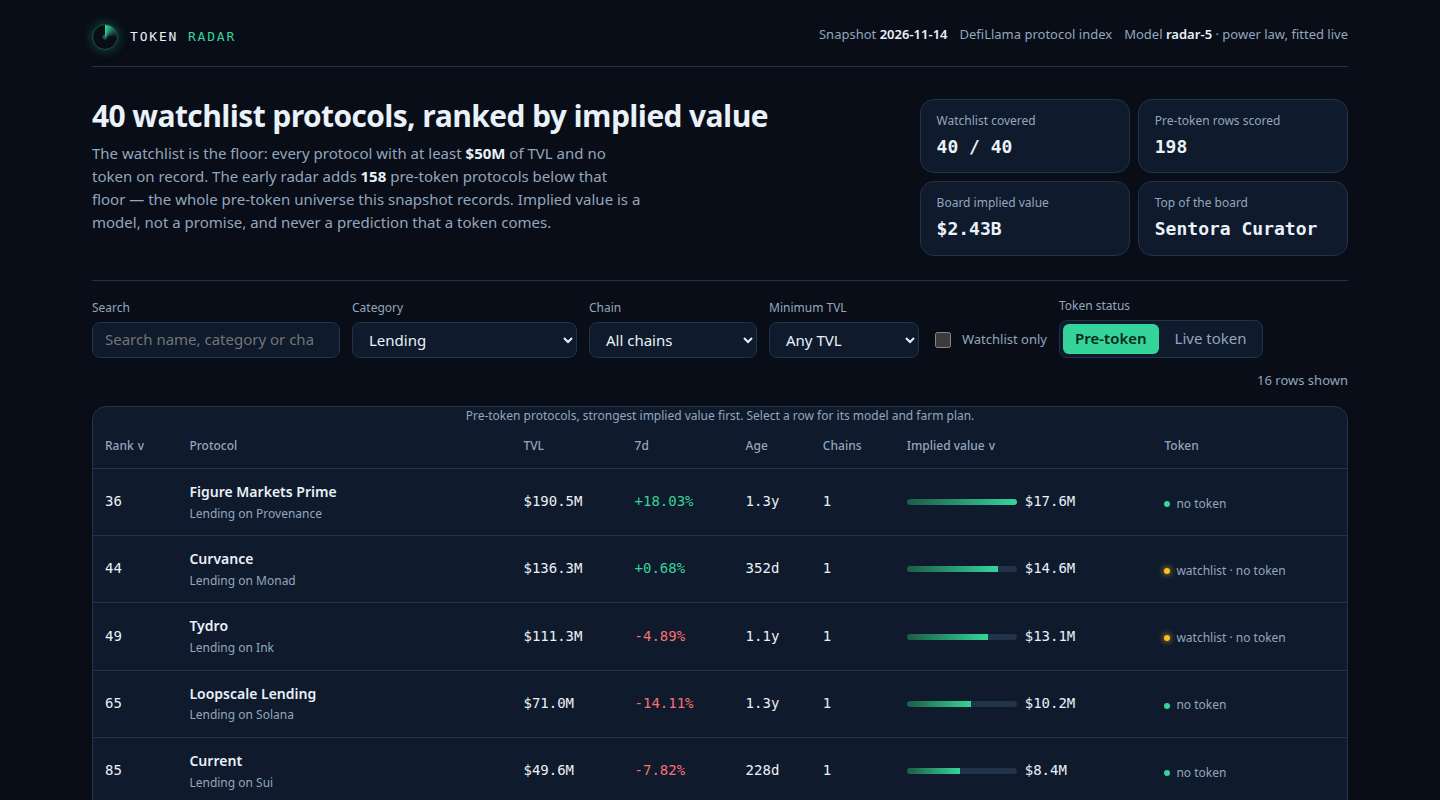 TOKEN RADAR
Snapshot 2026-11-14 DefiLlama protocol index Model radar-5 · power law, fitted live
40 watchlist protocols, ranked by implied value
The watchlist is the floor: every protocol with at least $50M of TVL and no
token on record. The early radar adds 158 pre-token protocols below that
floor — the whole pre-token universe this snapshot records. Implied value is a
model, not a promise, and never a prediction that a token comes.
Watchlist covered
40 / 40
Pre-token rows scored
198
Board implied value
$2.43B
Top of the board
Sentora Curator
Search
Search name, category or cha
Category
Lending
Chain
All chains
Minimum TVL
Any TVL
Watchlist only
Token status
Pre-token Live token
16 rows shown
Pre-token protocols, strongest implied value first. Select a row for its model and farm plan.
Rank v Protocol TVL 7d Age Chains Implied value v Token
36 Figure Markets Prime $190.5M +18.03% 1.3y 1 $17.6M no token
Lending on Provenance
44 Curvance $136.3M +0.68% 352d 1 $14.6M watchlist · no token
Lending on Monad
49 Tydro $111.3M -4.89% 1.1y 1 $13.1M watchlist · no token
Lending on Ink
65 Loopscale Lending $71.0M -14.11% 1.3y 1 $10.2M no token
Lending on Solana
85 Current $49.6M -7.82% 228d 1 $8.4M no token
Lending on Sui